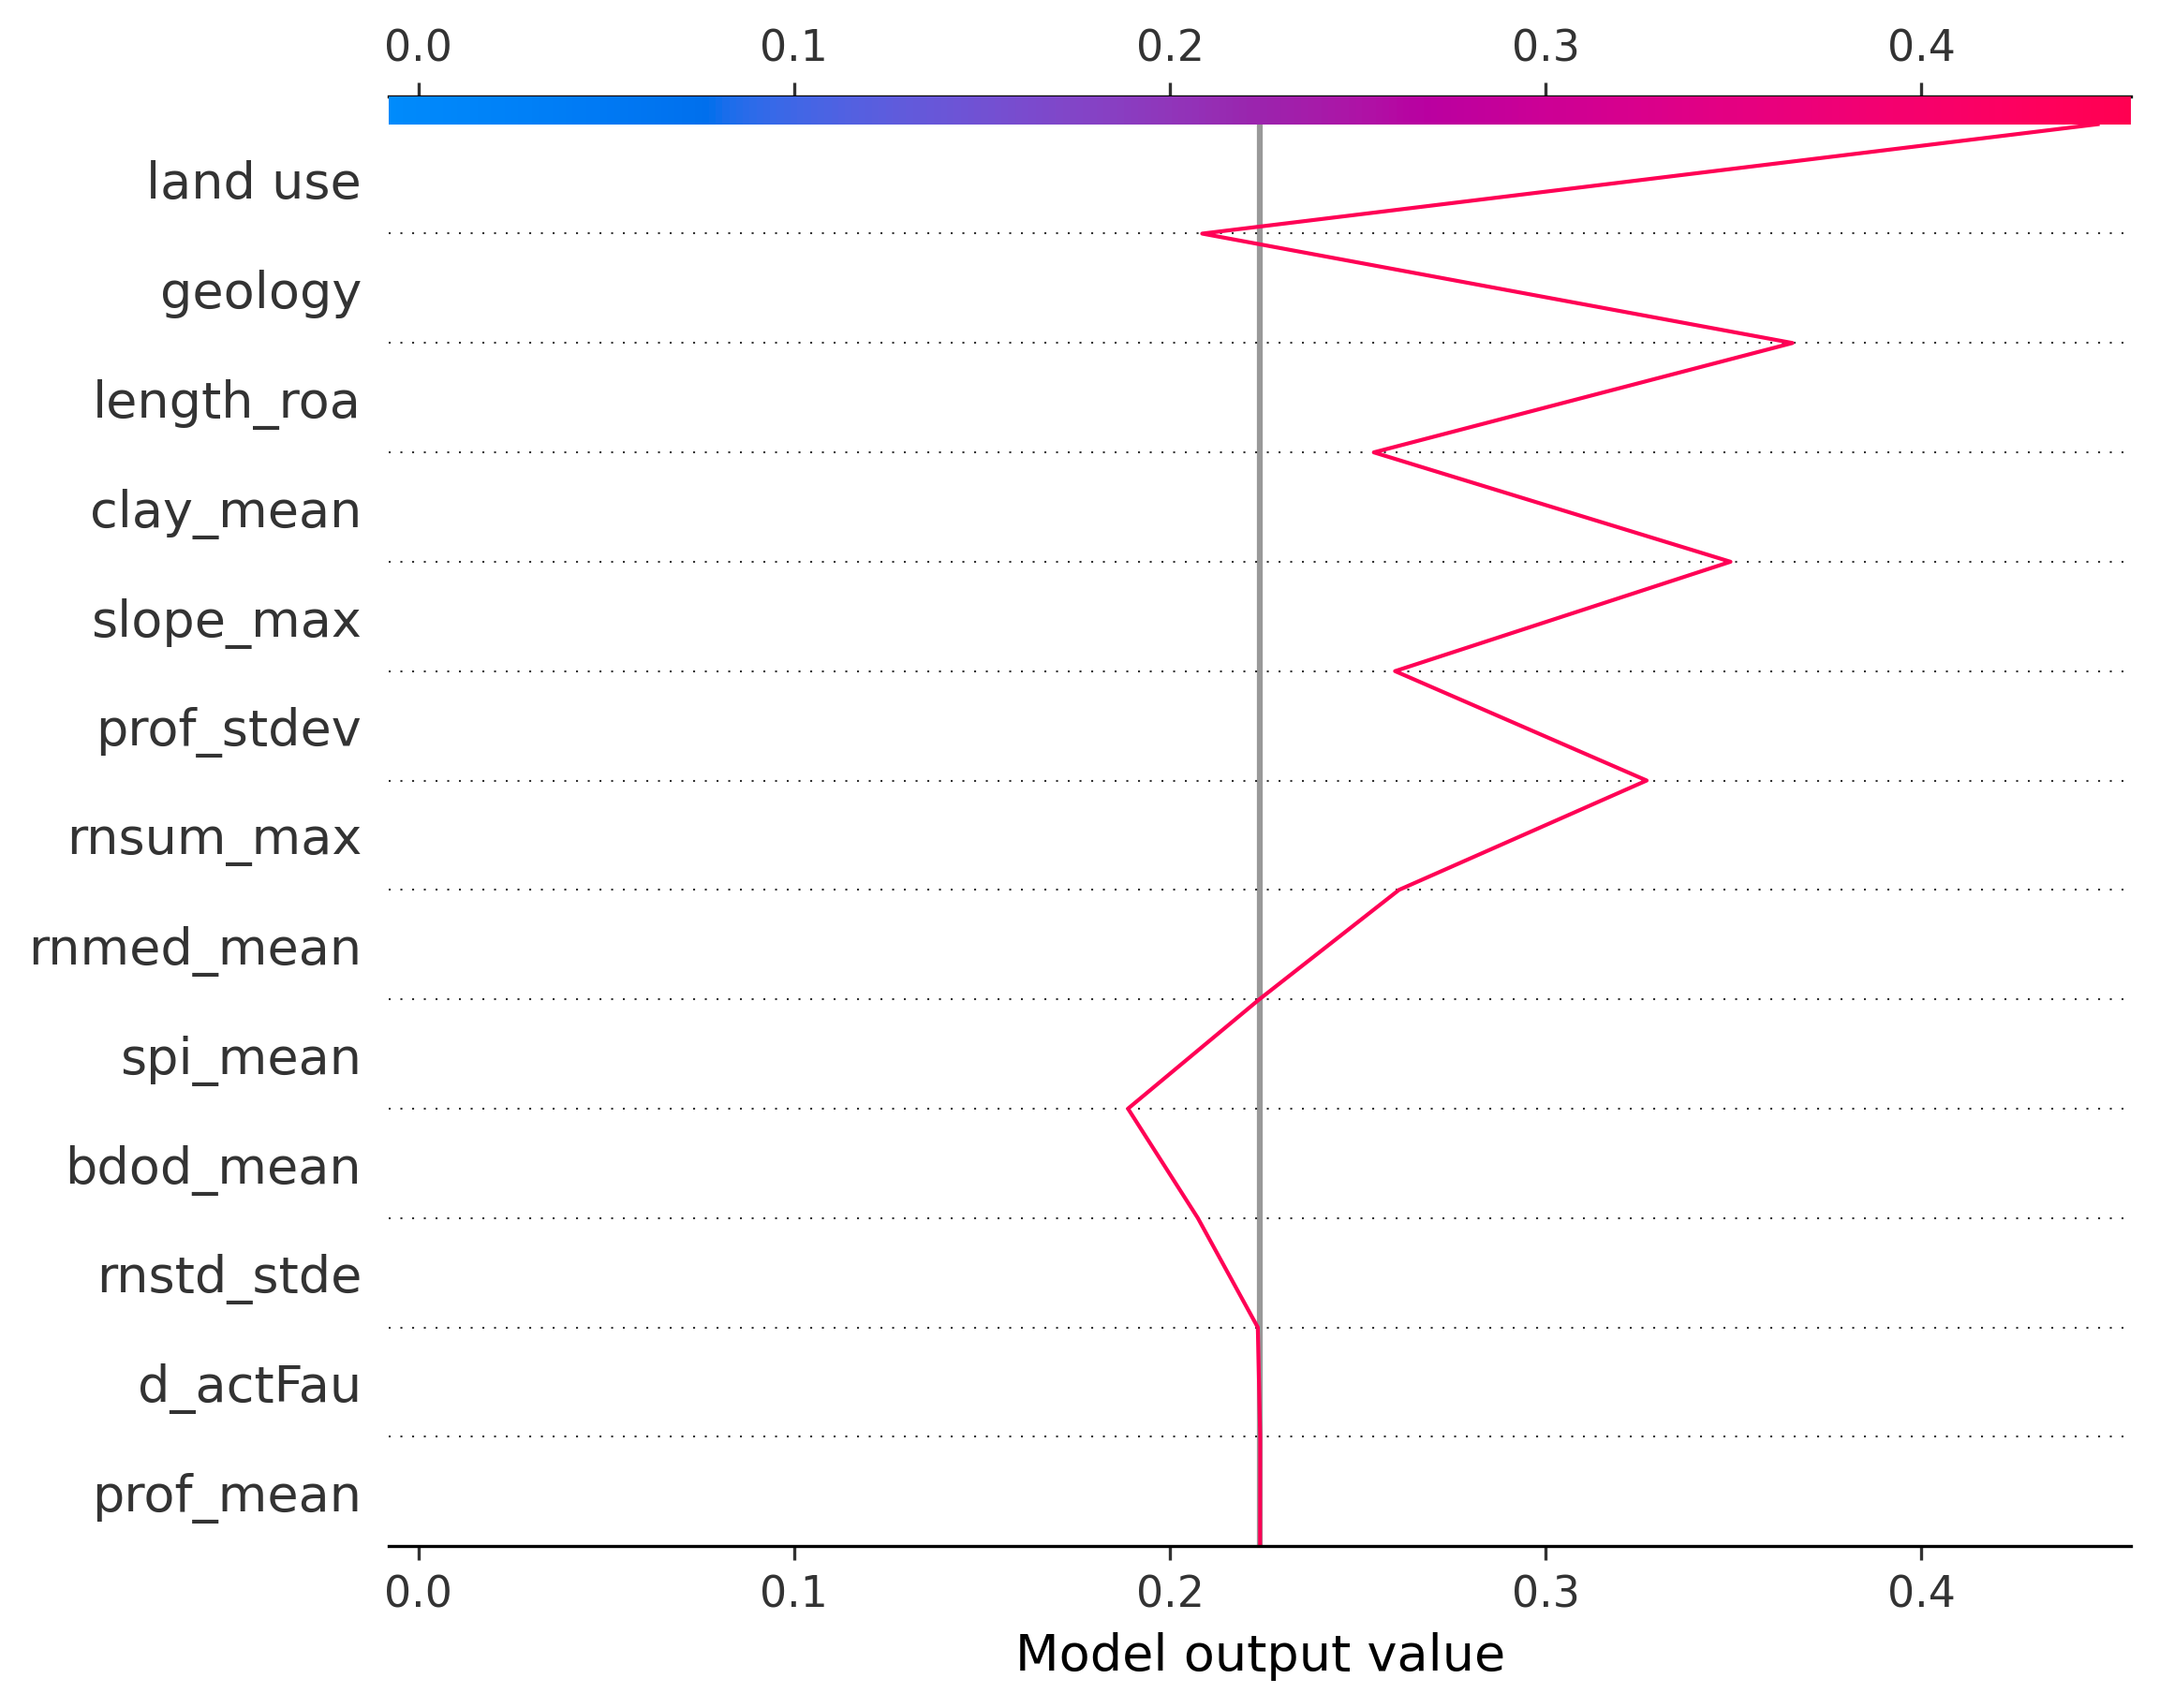 0.0 0.1 0.2 0.3 0.4
land use
geology
length_roa
clay_mean
slope_max
prof_stdev
rnsum_max
rnmed_mean
spi_mean
bdod_mean
rnstd_stde
d_actFau
prof_mean
0.0 0.1 0.2 0.3 0.4
Model output value